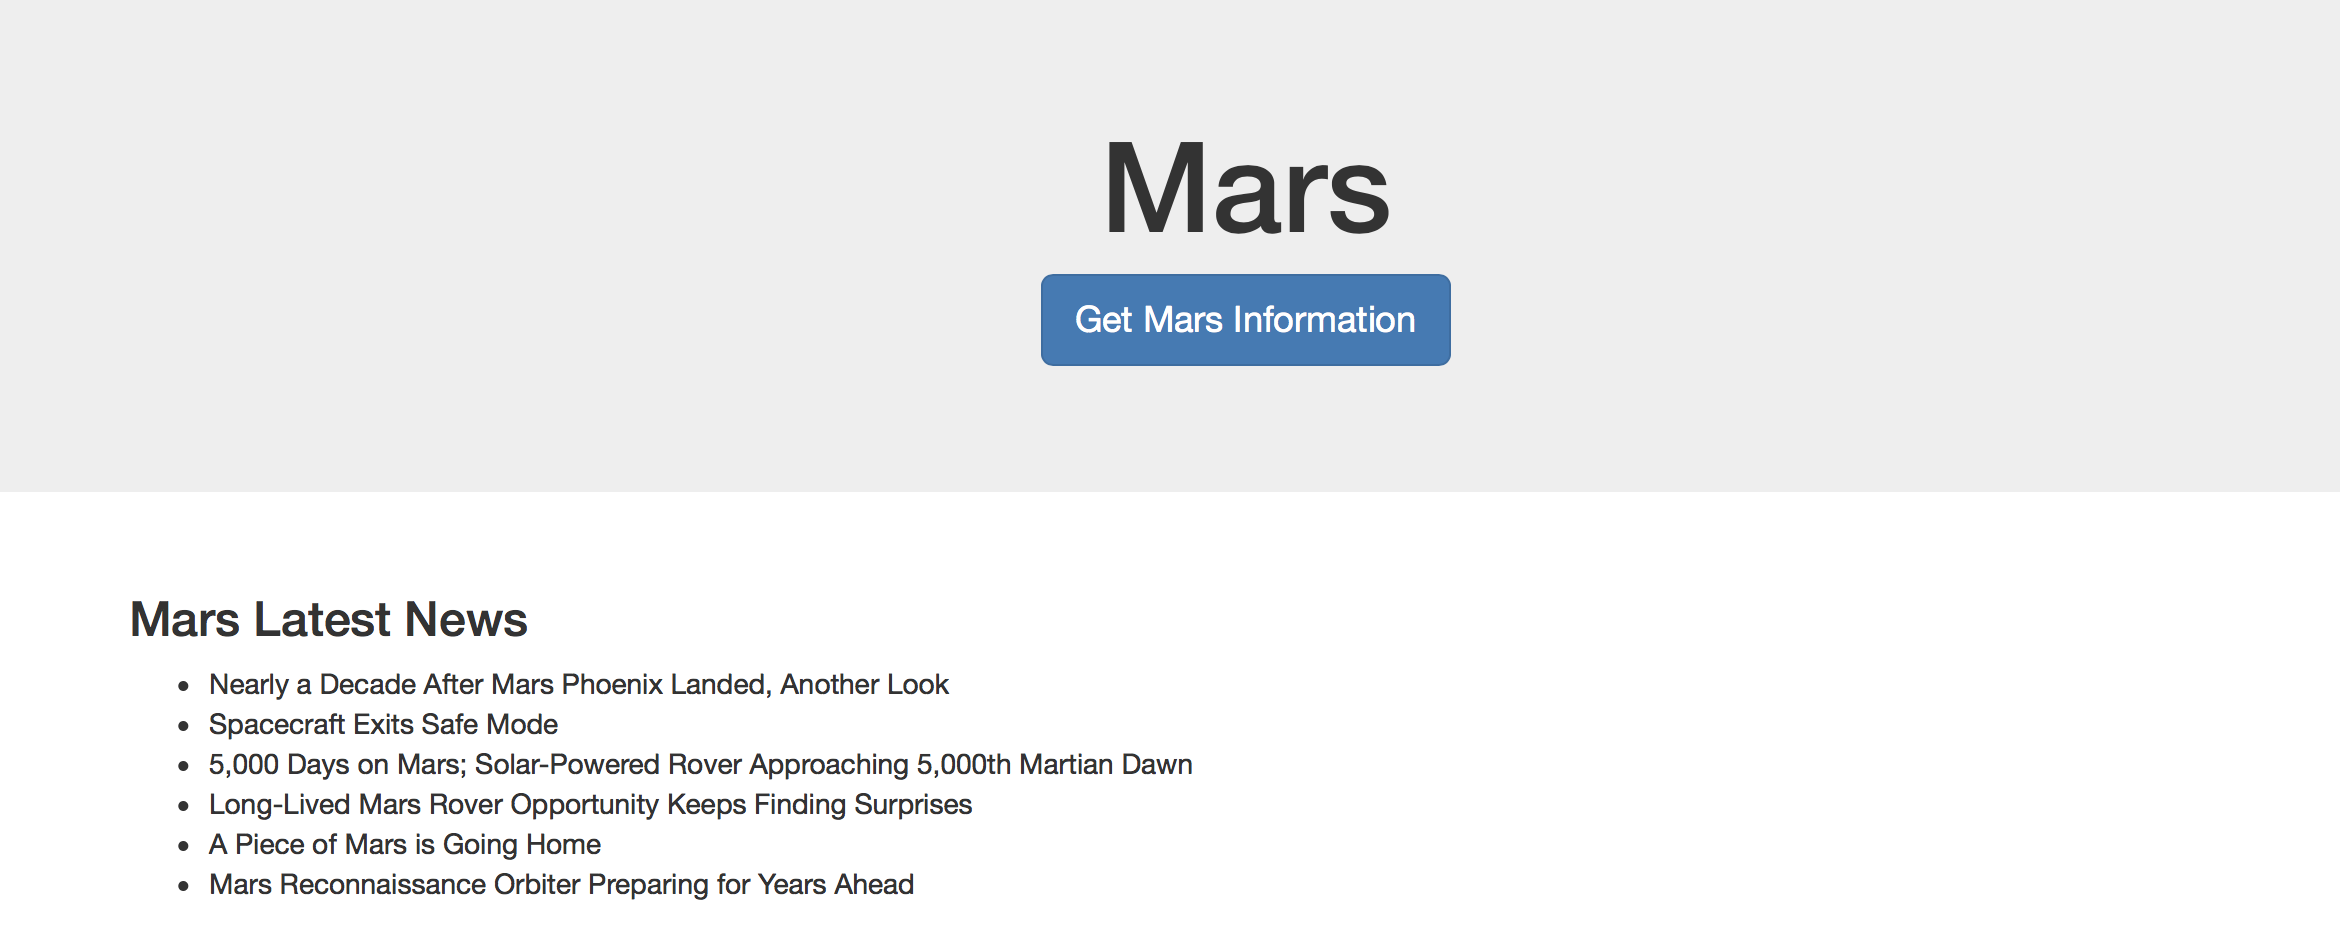 Mars
Get Mars Information
Mars Latest News
Nearly a Decade After Mars Phoenix Landed, Another Look
Spacecraft Exits Safe Mode
5,000 Days on Mars; Solar-Powered Rover Approaching 5,000th Martian Dawn
Long-Lived Mars Rover Opportunity Keeps Finding Surprises
A Piece of Mars is Going Home
Mars Reconnaissance Orbiter Preparing for Years Ahead